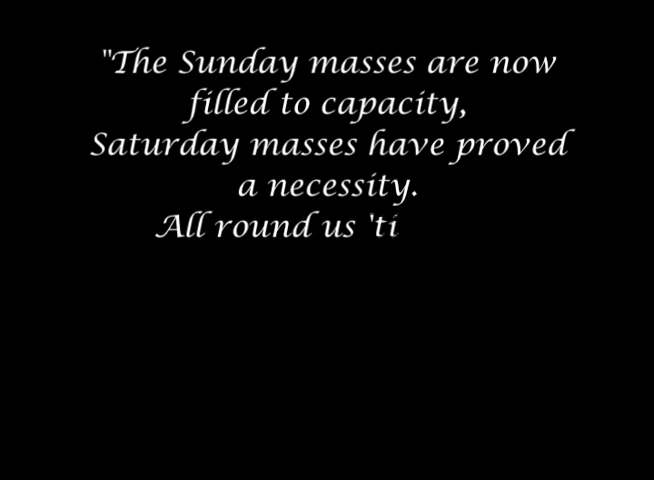 "The Sunday masses are now
filled to capacity,
Saturday masses have proved
a necessity.
All round us 'ti